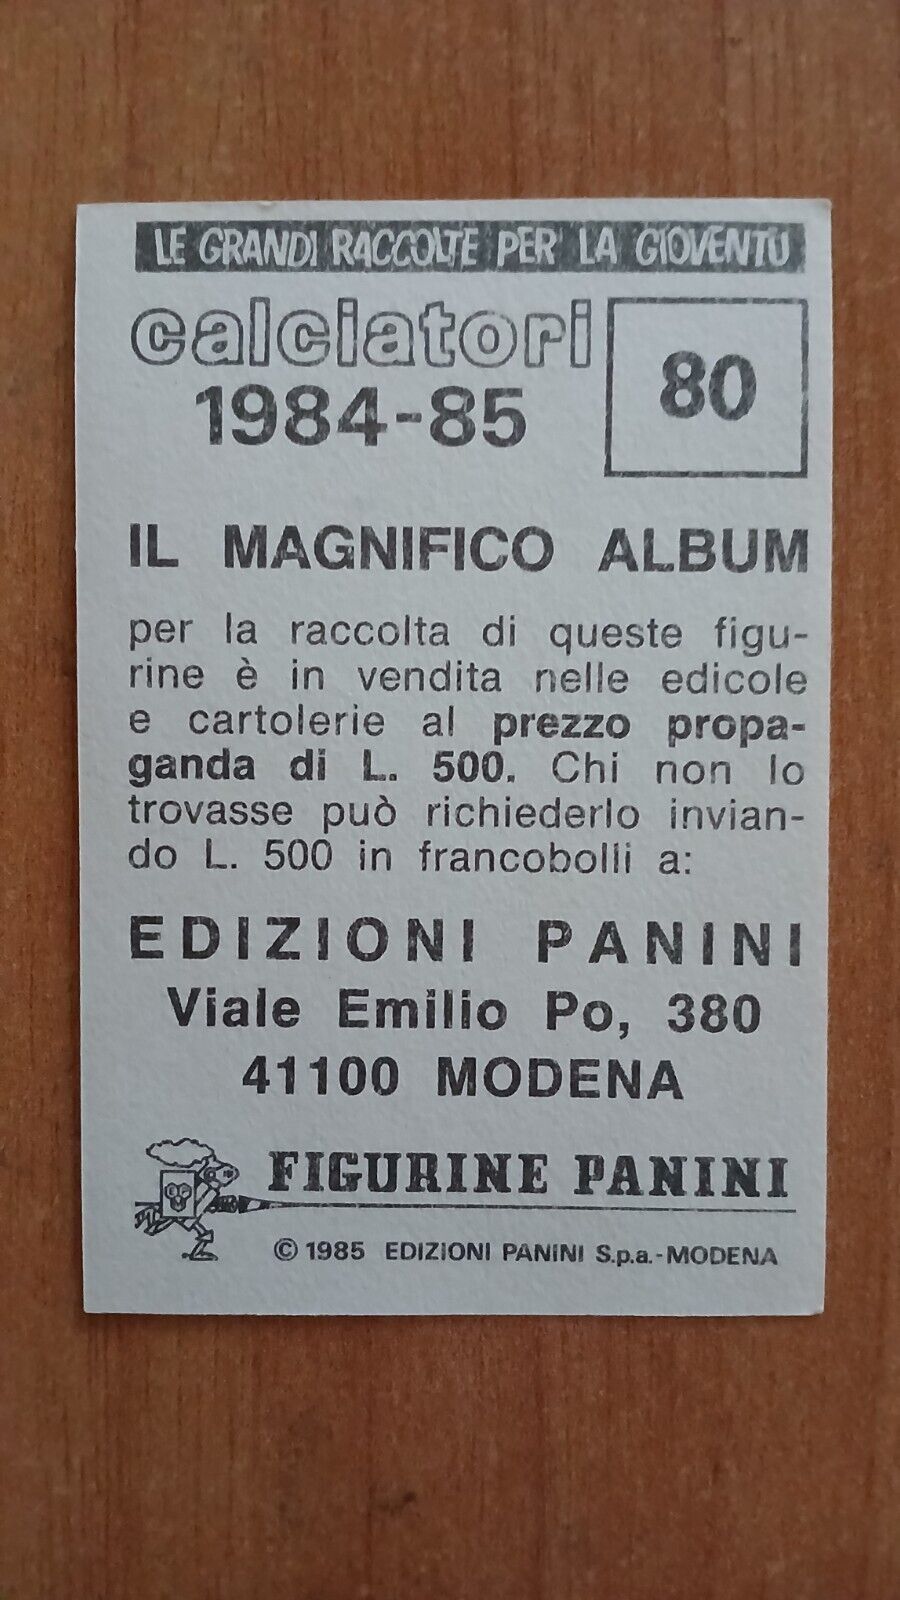 LE GRANDI RACCOLTE PER LA GIOVENTÙ
calciatori
1984-85
80
IL MAGNIFICO ALBUM
per la raccolta di queste figu-
rine è in vendita nelle edicole
e cartolerie al prezzo propa-
ganda di L. 500. Chi non lo
trovasse può richiederlo invian-
do L. 500 in francobolli a:
EDIZIONI PANINI
Viale Emilio Po, 380
41100 MODENA
FIGURINE PANINI
© 1985 EDIZIONI PANINI S.p.a.-MODENA